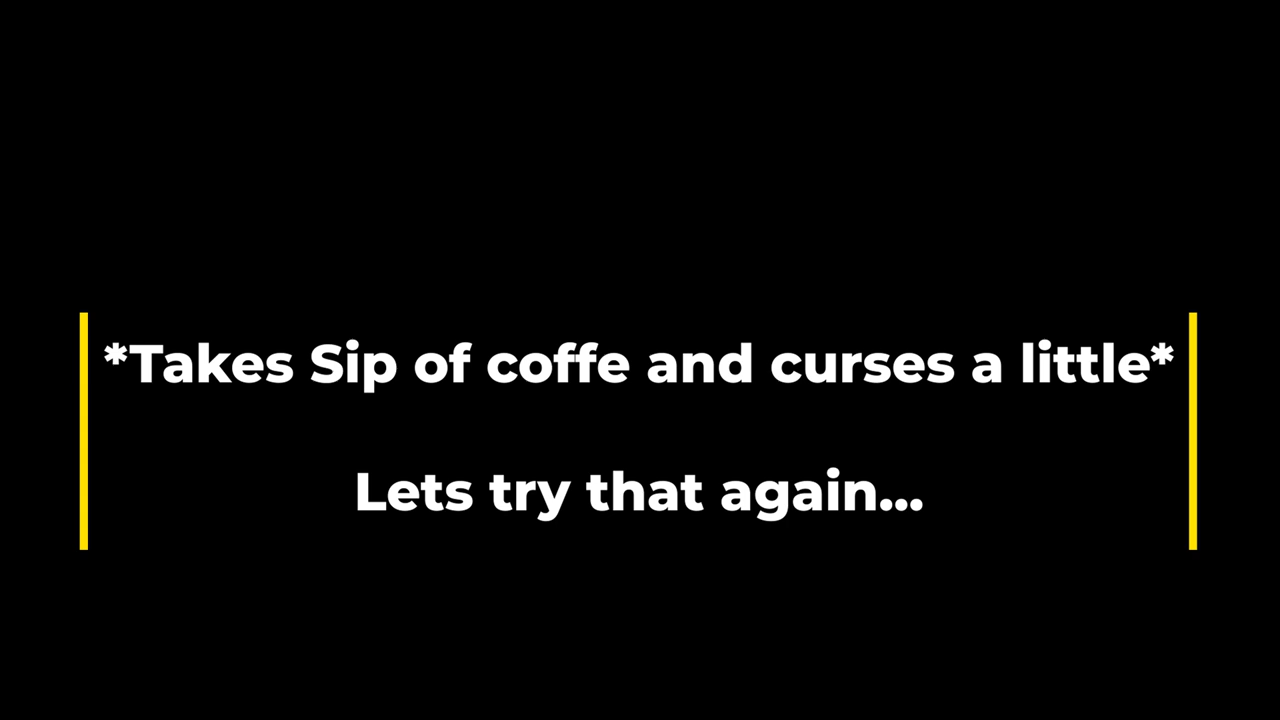 *Takes Sip of coffe and curses a little*
Lets try that again...